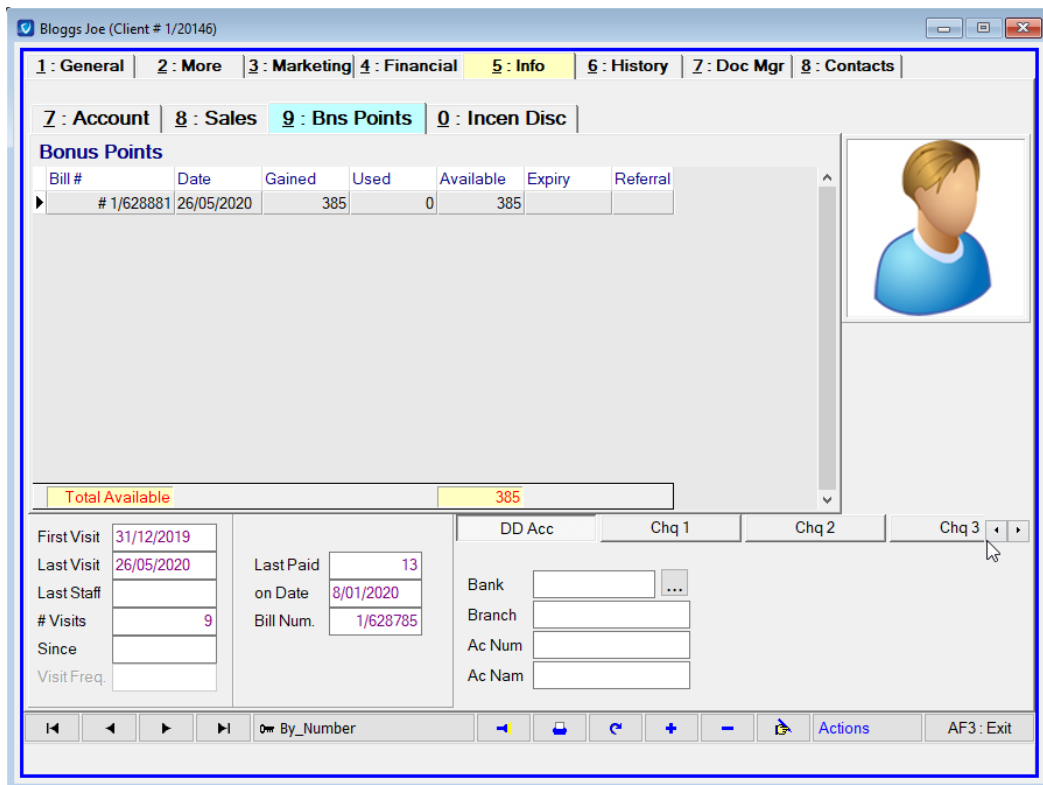 Bloggs Joe (Client # 1/20146)
1 : General 2 : More 3 : Marketing 4 : Financial 5 : Info 6 : History 7 : Doc Mgr 8 : Contacts
7 : Account 8 : Sales 9 : Bns Points 0 : Incen Disc
Bonus Points
Bill # Date Gained Used Available Expiry Referral
# 1/628881 26/05/2020 385 0 385
Total Available 385
DD Acc Chq 1 Chq 2 Chq 3
First Visit 31/12/2019
Last Visit 26/05/2020 Last Paid 13
Bank ...
Last Staff on Date 8/01/2020
Branch
# Visits 9 Bill Num. 1/628785
Ac Num
Since
Ac Nam
Visit Freq.
By_Number Actions AF3 : Exit